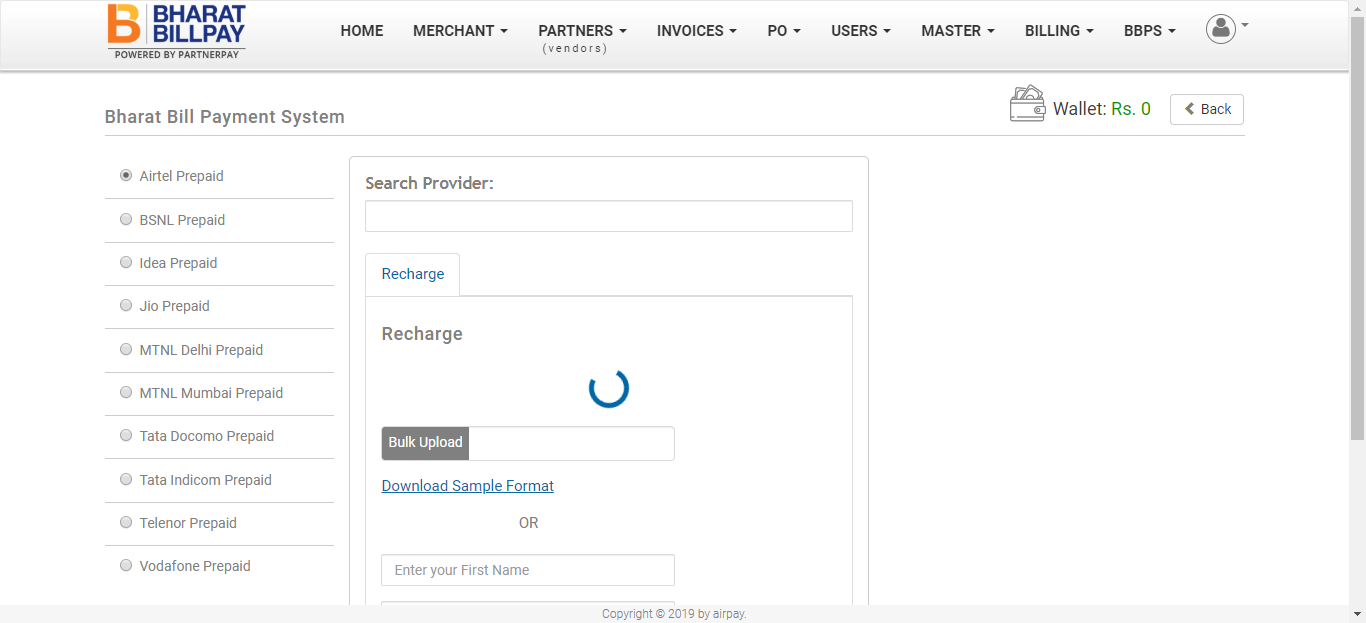 BHARAT
BILLPAY
POWERED BY PARTNERPAY
HOME
MERCHANT
PARTNERS
(vendors)
INVOICES
PO
USERS
MASTER
BILLING
BBPS
Bharat Bill Payment System
Wallet: Rs. 0
Back
Airtel Prepaid
BSNL Prepaid
Idea Prepaid
Jio Prepaid
MTNL Delhi Prepaid
MTNL Mumbai Prepaid
Tata Docomo Prepaid
Tata Indicom Prepaid
Telenor Prepaid
Vodafone Prepaid
Search Provider:
Recharge
Recharge
Bulk Upload
Download Sample Format
OR
Enter your First Name
Copyright © 2019 by airpay.